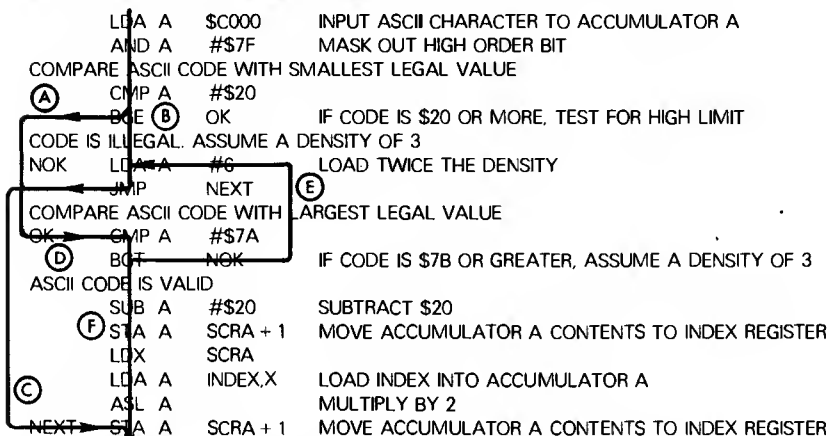 LDA A $C000 INPUT ASCII CHARACTER TO ACCUMULATOR A
AND A #$7F MASK OUT HIGH ORDER BIT
COMPARE ASCII CODE WITH SMALLEST LEGAL VALUE
A CMP A #$20
BGE B OK IF CODE IS $20 OR MORE, TEST FOR HIGH LIMIT
CODE IS ILLEGAL. ASSUME A DENSITY OF 3
NOK LDA A #6 LOAD TWICE THE DENSITY
JMP NEXT E
COMPARE ASCII CODE WITH LARGEST LEGAL VALUE
OK CMP A #$7A
D BGT NOK IF CODE IS $7B OR GREATER, ASSUME A DENSITY OF 3
ASCII CODE IS VALID
SUB A #$20 SUBTRACT $20
F STA A SCRA + 1 MOVE ACCUMULATOR A CONTENTS TO INDEX REGISTER
LDX SCRA
C LDA A INDEX,X LOAD INDEX INTO ACCUMULATOR A
ASL A MULTIPLY BY 2
NEXT STA A SCRA + 1 MOVE ACCUMULATOR A CONTENTS TO INDEX REGISTER